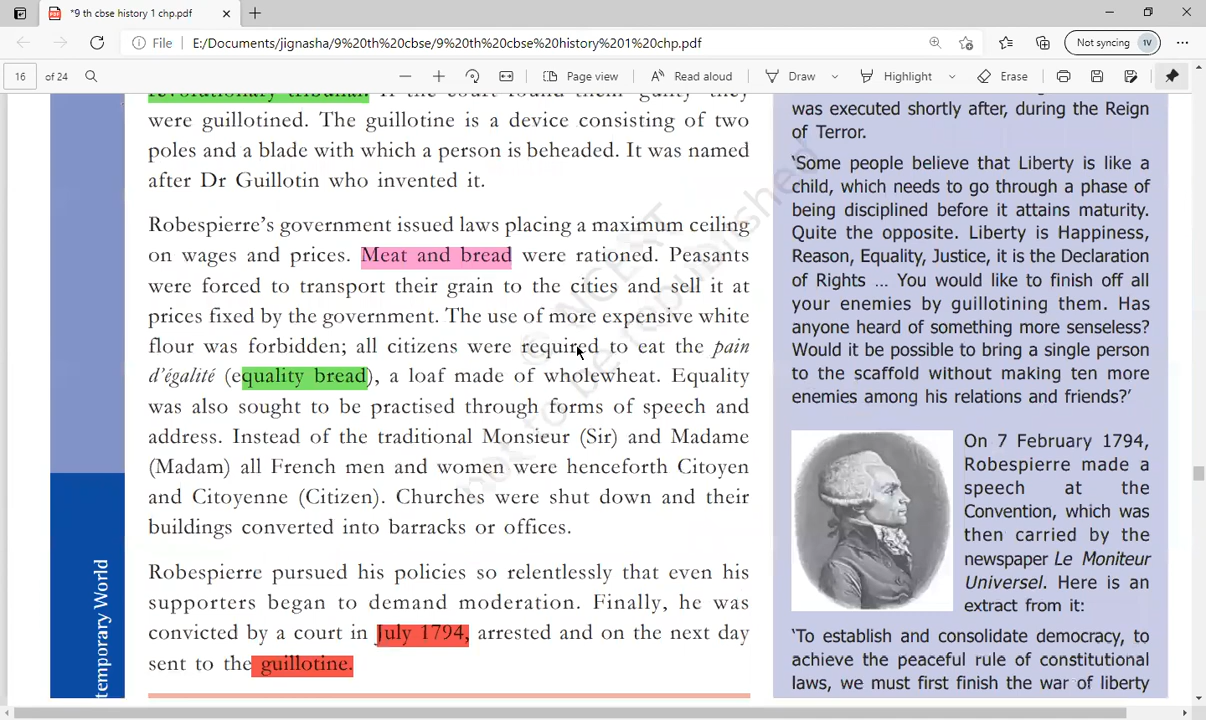 *9 th cbse history 1 chp.pdf
File E:/Documents/jignasha/9%20th%20cbse/9%20th%20cbse%20history%201%20chp.pdf
Not syncing 1V
16 of 24
Page view
Read aloud
Draw
Highlight
Erase
revolutionary tribunal. If the court found them 'guilty' they
were guillotined. The guillotine is a device consisting of two
poles and a blade with which a person is beheaded. It was named
after Dr Guillotin who invented it.
Robespierre's government issued laws placing a maximum ceiling
on wages and prices. Meat and bread were rationed. Peasants
were forced to transport their grain to the cities and sell it at
prices fixed by the government. The use of more expensive white
flour was forbidden; all citizens were required to eat the pain
d'égalité (equality bread), a loaf made of wholewheat. Equality
was also sought to be practised through forms of speech and
address. Instead of the traditional Monsieur (Sir) and Madame
(Madam) all French men and women were henceforth Citoyen
and Citoyenne (Citizen). Churches were shut down and their
buildings converted into barracks or offices.
Robespierre pursued his policies so relentlessly that even his
supporters began to demand moderation. Finally, he was
convicted by a court in July 1794, arrested and on the next day
sent to the guillotine.
© NCERT
not to be republished
temporary World
was executed shortly after, during the Reign
of Terror.
'Some people believe that Liberty is like a
child, which needs to go through a phase of
being disciplined before it attains maturity.
Quite the opposite. Liberty is Happiness,
Reason, Equality, Justice, it is the Declaration
of Rights … You would like to finish off all
your enemies by guillotining them. Has
anyone heard of something more senseless?
Would it be possible to bring a single person
to the scaffold without making ten more
enemies among his relations and friends?'
On 7 February 1794,
Robespierre made a
speech at the
Convention, which was
then carried by the
newspaper Le Moniteur
Universel. Here is an
extract from it:
'To establish and consolidate democracy, to
achieve the peaceful rule of constitutional
laws, we must first finish the war of liberty